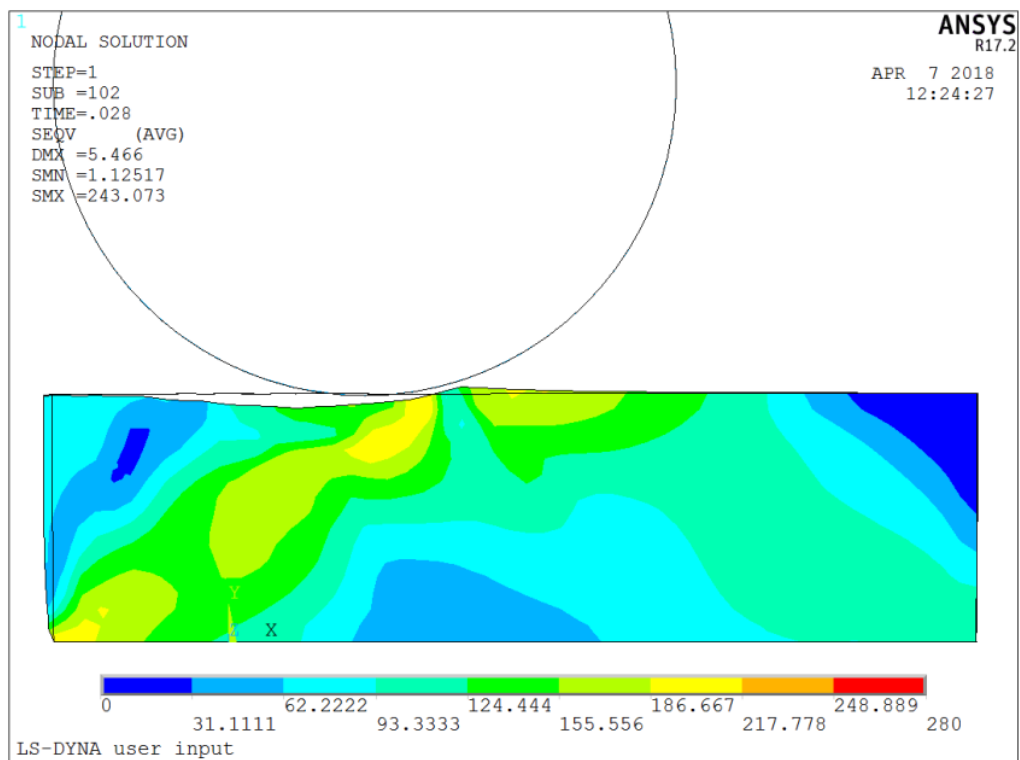 1
NODAL SOLUTION
STEP=1
SUB =102
TIME=.028
SEQV (AVG)
DMX =5.466
SMN =1.12517
SMX =243.073
ANSYS
R17.2
APR 7 2018
12:24:27
Y
Z X
0 62.2222 124.444 186.667 248.889
31.1111 93.3333 155.556 217.778 280
LS-DYNA user input